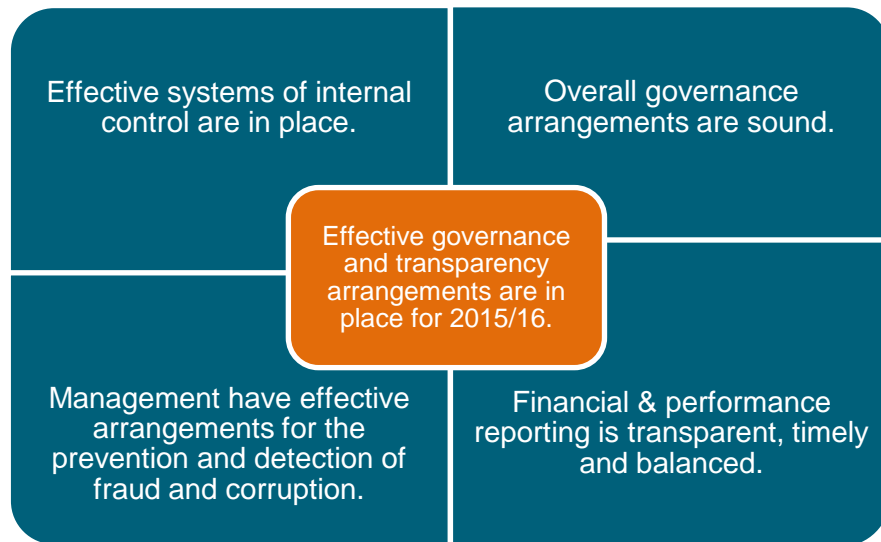 Effective systems of internal
control are in place.
Overall governance
arrangements are sound.
Effective governance
and transparency
arrangements are in
place for 2015/16.
Management have effective
arrangements for the
prevention and detection of
fraud and corruption.
Financial & performance
reporting is transparent, timely
and balanced.